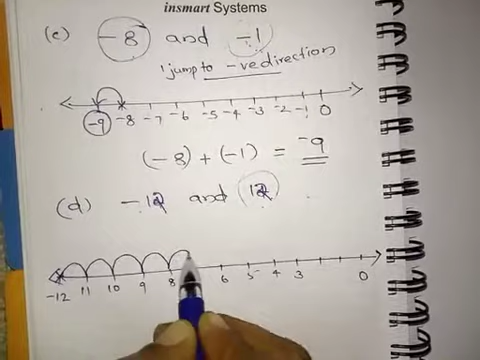 insmart Systems
(c) -8 and -1
1 jump to -ve direction
-9 -8 -7 -6 -5 -4 -3 -2 -1 0
(-8) + (-1) = -9
(d) -12 and 12
-12 11 10 9 8 6 5 4 3 0